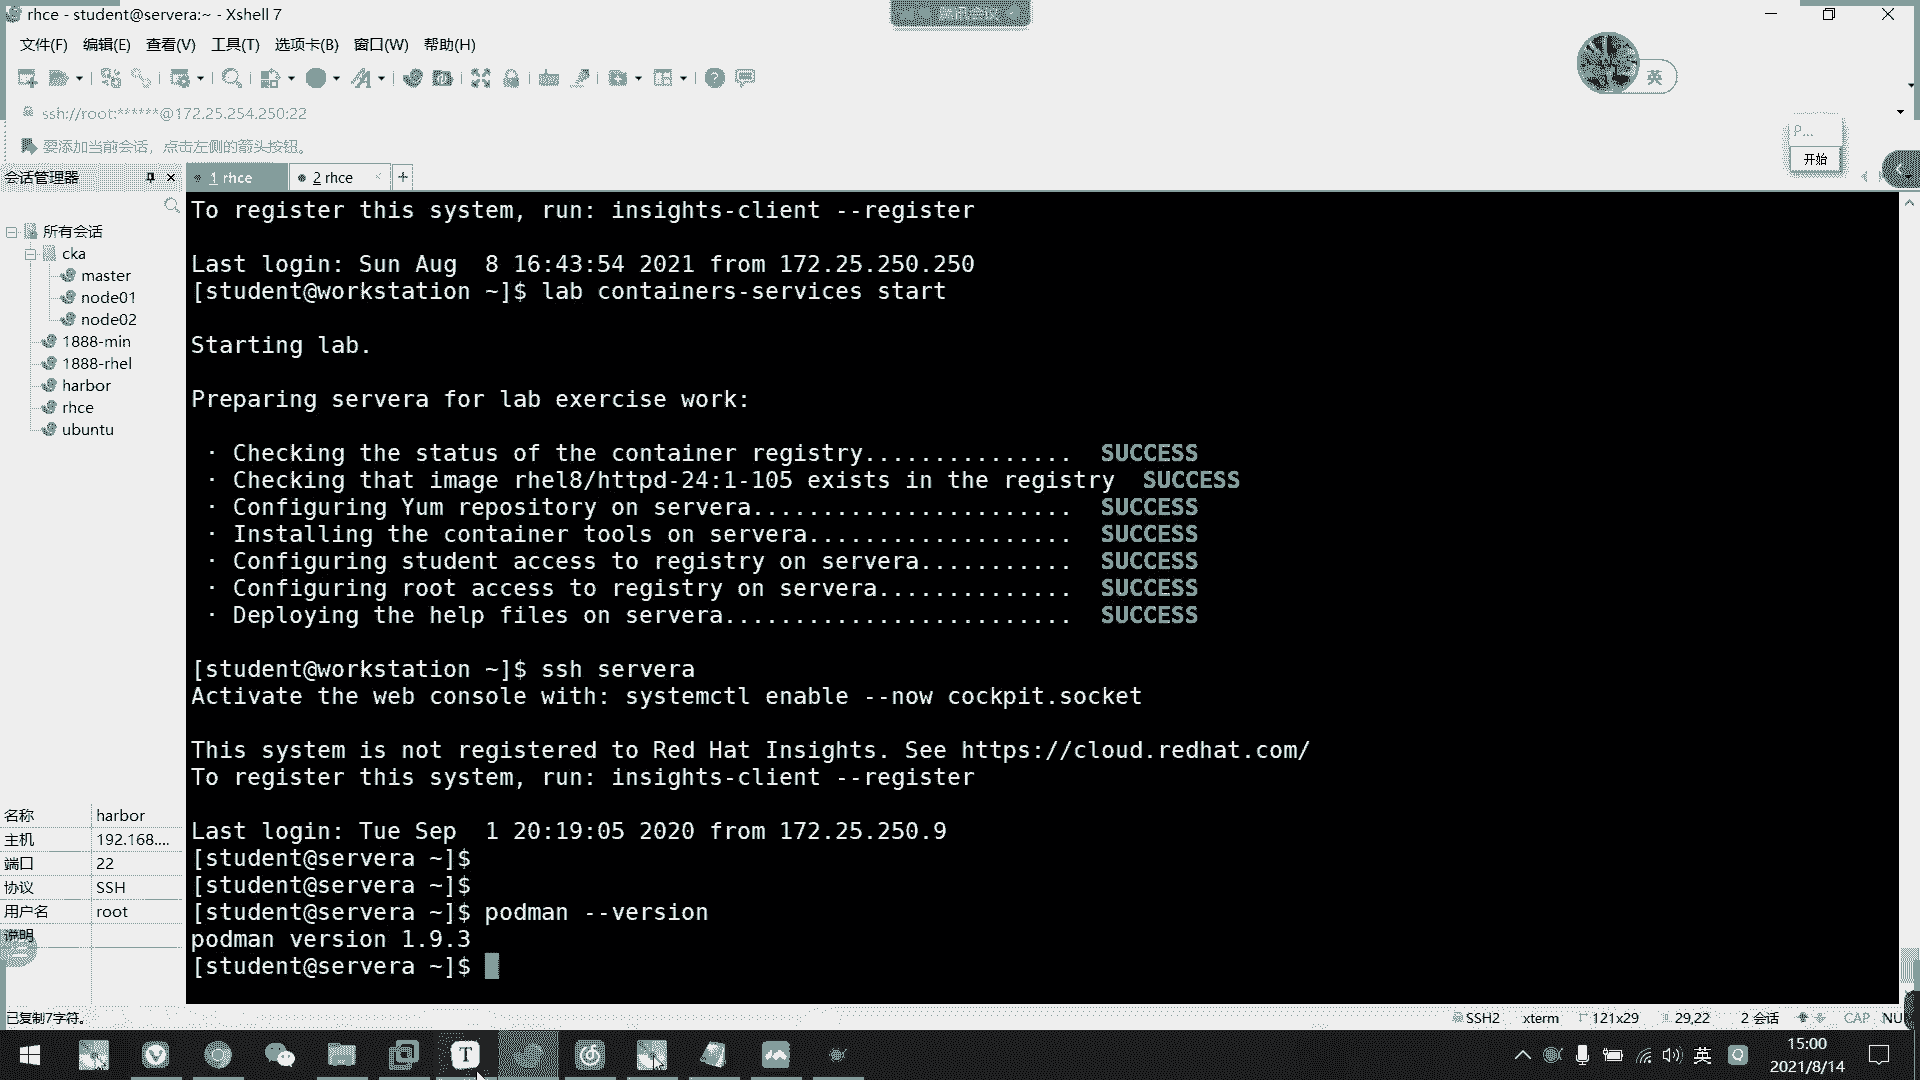 rhce - student@servera:~ - Xshell 7
腾讯会议
文件(F) 编辑(E) 查看(V) 工具(T) 选项卡(B) 窗口(W) 帮助(H)
英
ssh://root:******@172.25.254.250:22
要添加当前会话，点击左侧的箭头按钮。
P...
开始
会话管理器
1 rhce
2 rhce
所有会话
cka
master
node01
node02
1888-min
1888-rhel
harbor
rhce
ubuntu
名称 harbor
主机 192.168....
端口 22
协议 SSH
用户名 root
说明
To register this system, run: insights-client --register
Last login: Sun Aug  8 16:43:54 2021 from 172.25.250.250
[student@workstation ~]$ lab containers-services start
Starting lab.
Preparing servera for lab exercise work:
· Checking the status of the container registry...............  SUCCESS
· Checking that image rhel8/httpd-24:1-105 exists in the registry  SUCCESS
· Configuring Yum repository on servera.......................  SUCCESS
· Installing the container tools on servera...................  SUCCESS
· Configuring student access to registry on servera...........  SUCCESS
· Configuring root access to registry on servera..............  SUCCESS
· Deploying the help files on servera.........................  SUCCESS
[student@workstation ~]$ ssh servera
Activate the web console with: systemctl enable --now cockpit.socket
This system is not registered to Red Hat Insights. See https://cloud.redhat.com/
To register this system, run: insights-client --register
Last login: Tue Sep  1 20:19:05 2020 from 172.25.250.9
[student@servera ~]$
[student@servera ~]$
[student@servera ~]$ podman --version
podman version 1.9.3
[student@servera ~]$
已复制7字符。
SSH2 xterm 121x29 29,22 2 会话 CAP NU
英
15:00
2021/8/14